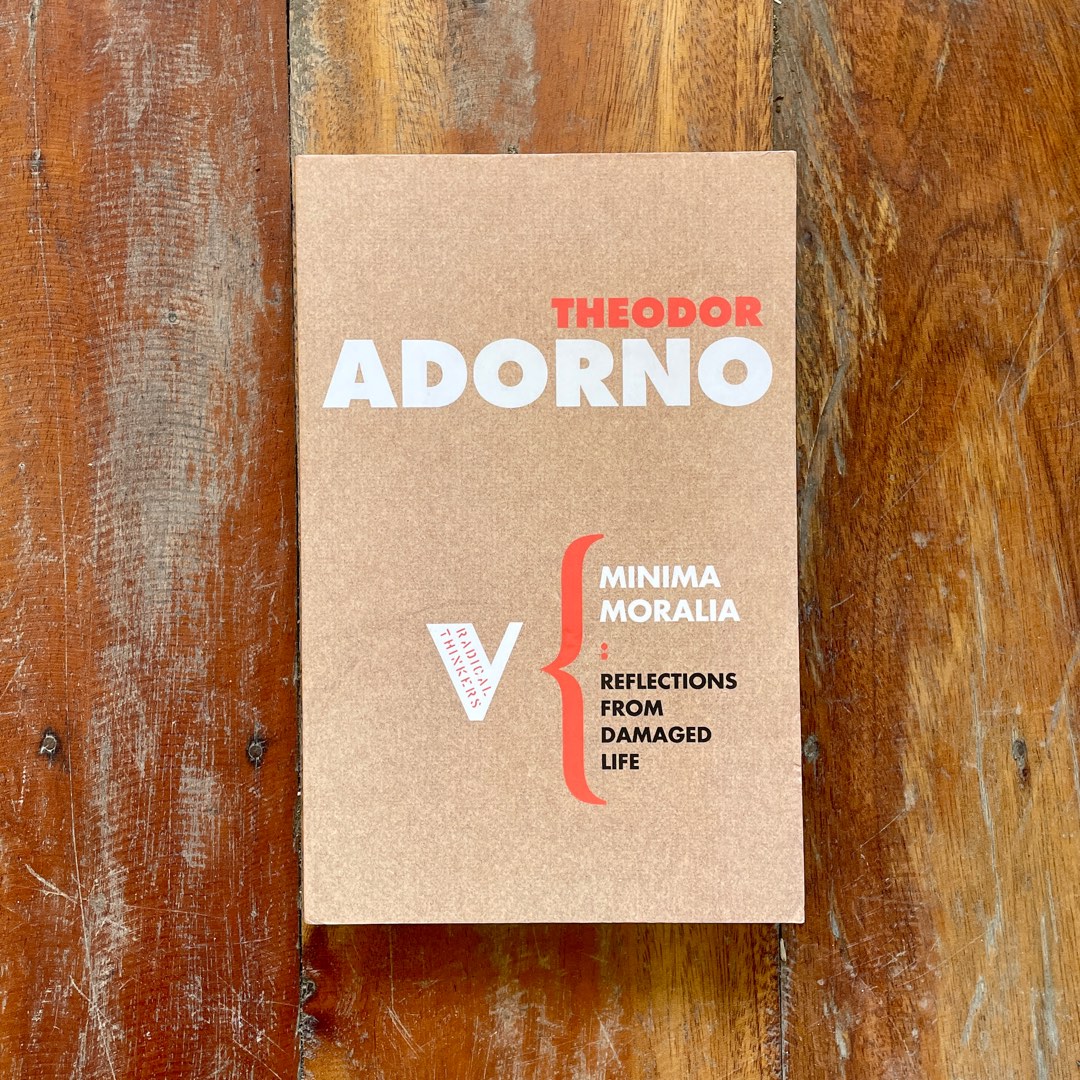 THEODOR
ADORNO
MINIMA
MORALIA
:
REFLECTIONS
FROM
DAMAGED
LIFE
V
RADICAL
THINKERS